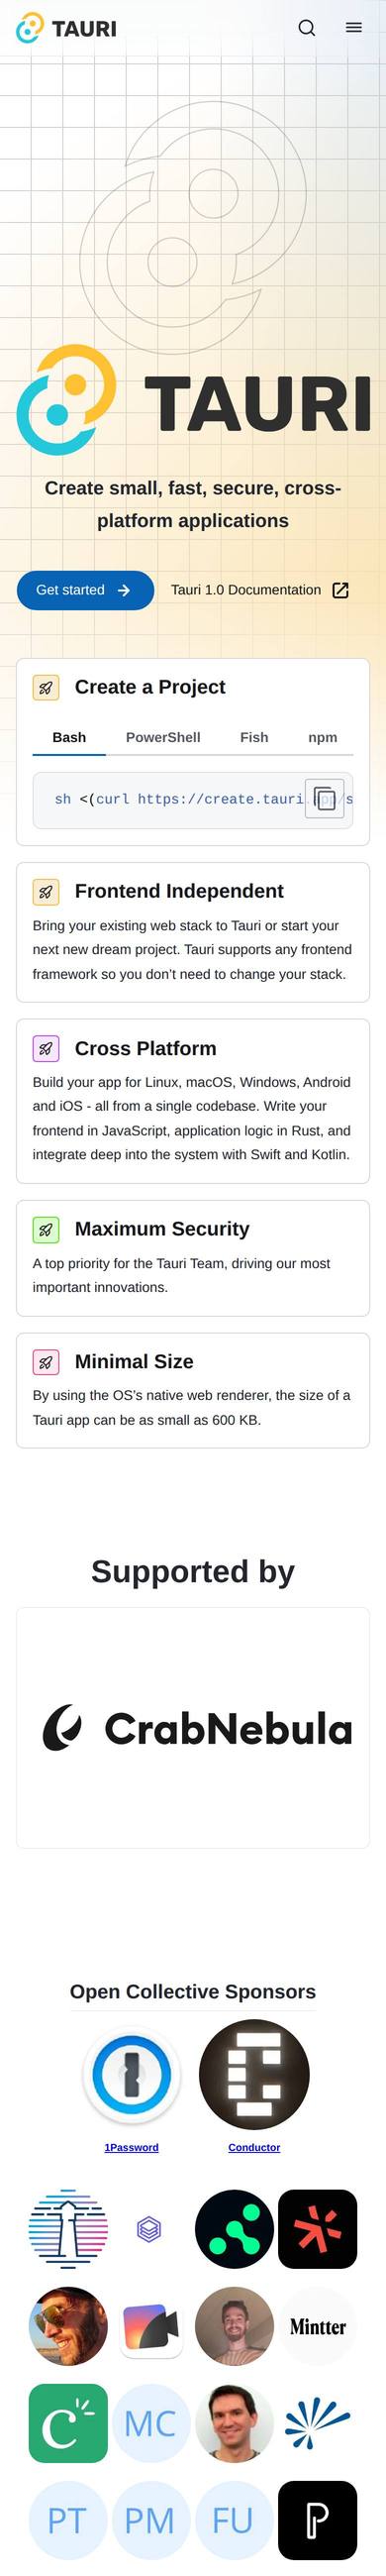 TAURI
TAURI
Create small, fast, secure, cross-
platform applications
Get started
Tauri 1.0 Documentation
Create a Project
Bash PowerShell Fish npm
sh <(curl https://create.tauri.app/s
Frontend Independent
Bring your existing web stack to Tauri or start your
next new dream project. Tauri supports any frontend
framework so you don’t need to change your stack.
Cross Platform
Build your app for Linux, macOS, Windows, Android
and iOS - all from a single codebase. Write your
frontend in JavaScript, application logic in Rust, and
integrate deep into the system with Swift and Kotlin.
Maximum Security
A top priority for the Tauri Team, driving our most
important innovations.
Minimal Size
By using the OS’s native web renderer, the size of a
Tauri app can be as small as 600 KB.
Supported by
CrabNebula
Open Collective Sponsors
1Password Conductor
Mintter
C MC
PT PM FU P